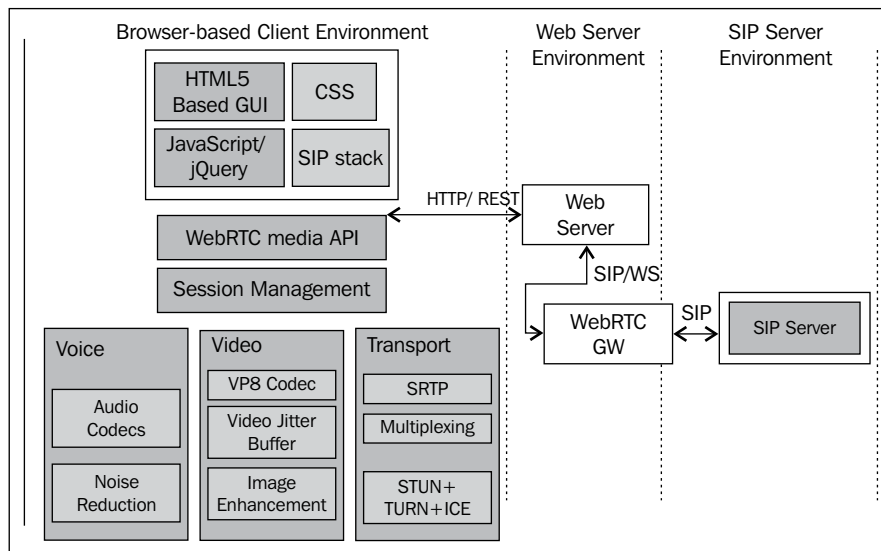 Browser-based Client Environment
Web Server
Environment
SIP Server
Environment
HTML5
Based GUI
CSS
JavaScript/
jQuery
SIP stack
HTTP/ REST
Web
Server
WebRTC media API
Session Management
SIP/WS
WebRTC
GW
SIP
SIP Server
Voice
Audio
Codecs
Noise
Reduction
Video
VP8 Codec
Video Jitter
Buffer
Image
Enhancement
Transport
SRTP
Multiplexing
STUN+
TURN+ICE